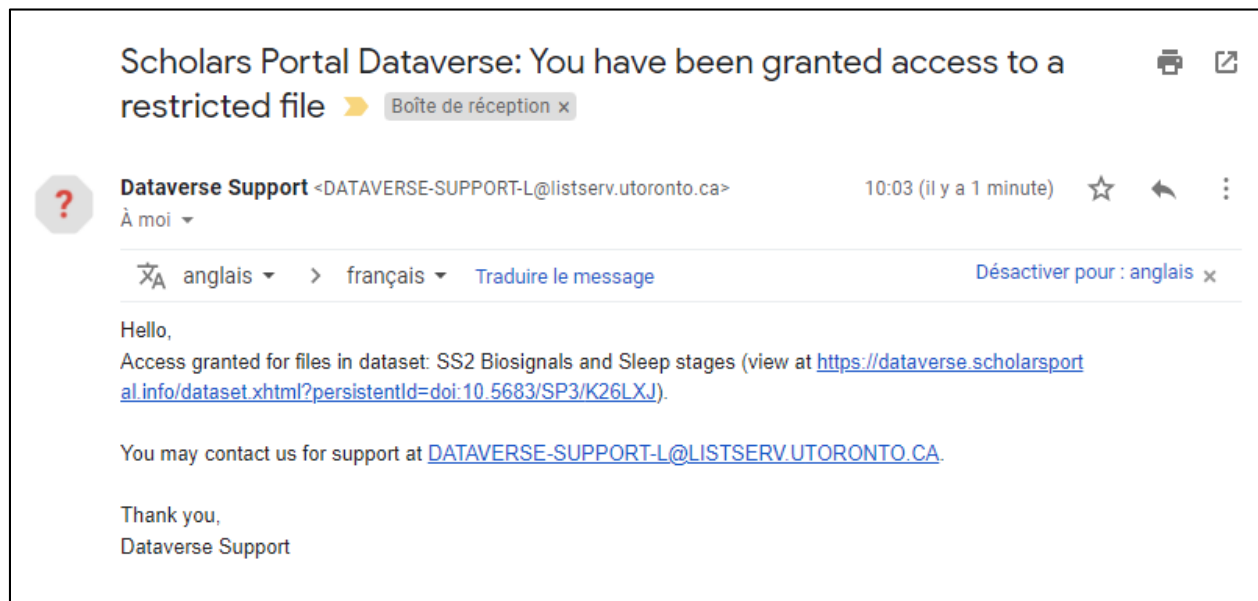 Scholars Portal Dataverse: You have been granted access to a
restricted file Boîte de réception ×
Dataverse Support <DATAVERSE-SUPPORT-L@listserv.utoronto.ca> 10:03 (il y a 1 minute)
?
À moi
anglais > français Traduire le message Désactiver pour : anglais ×
Hello,
Access granted for files in dataset: SS2 Biosignals and Sleep stages (view at https://dataverse.scholarsport
al.info/dataset.xhtml?persistentId=doi:10.5683/SP3/K26LXJ).
You may contact us for support at DATAVERSE-SUPPORT-L@LISTSERV.UTORONTO.CA.
Thank you,
Dataverse Support